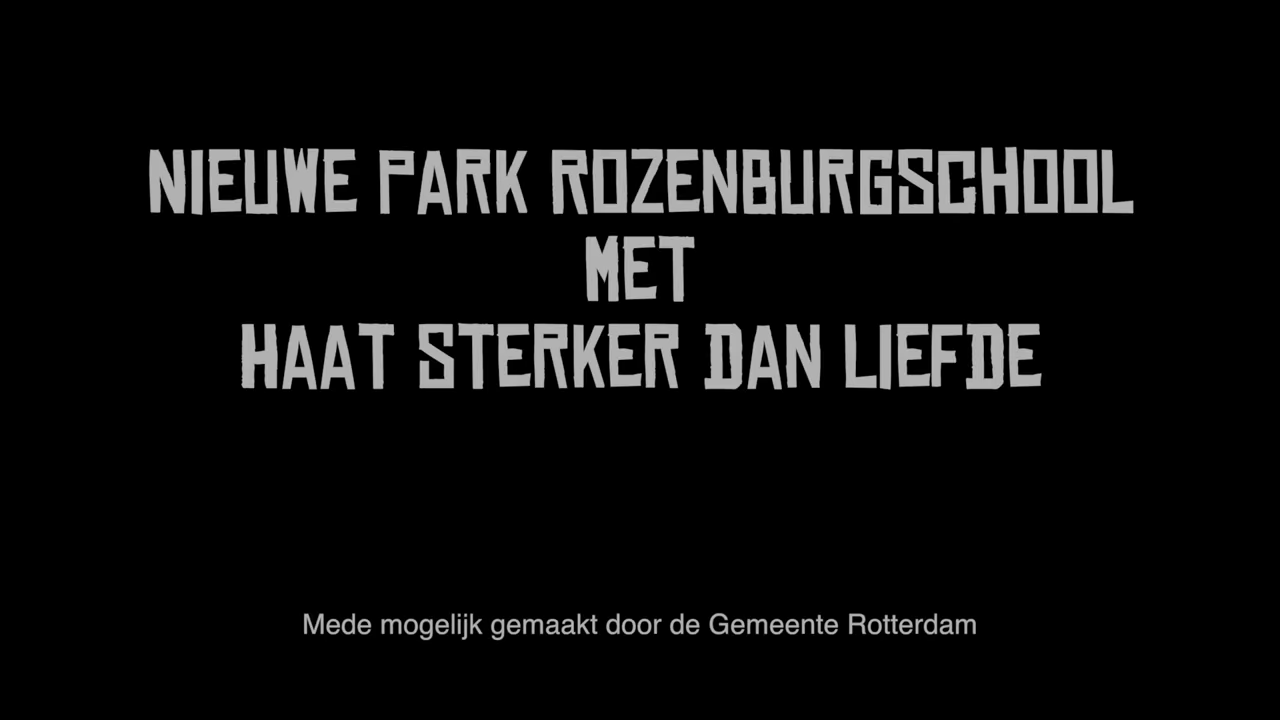 NIEUWE PARK ROZENBURGSCHOOL
MET
HAAT STERKER DAN LIEFDE
Mede mogelijk gemaakt door de Gemeente Rotterdam